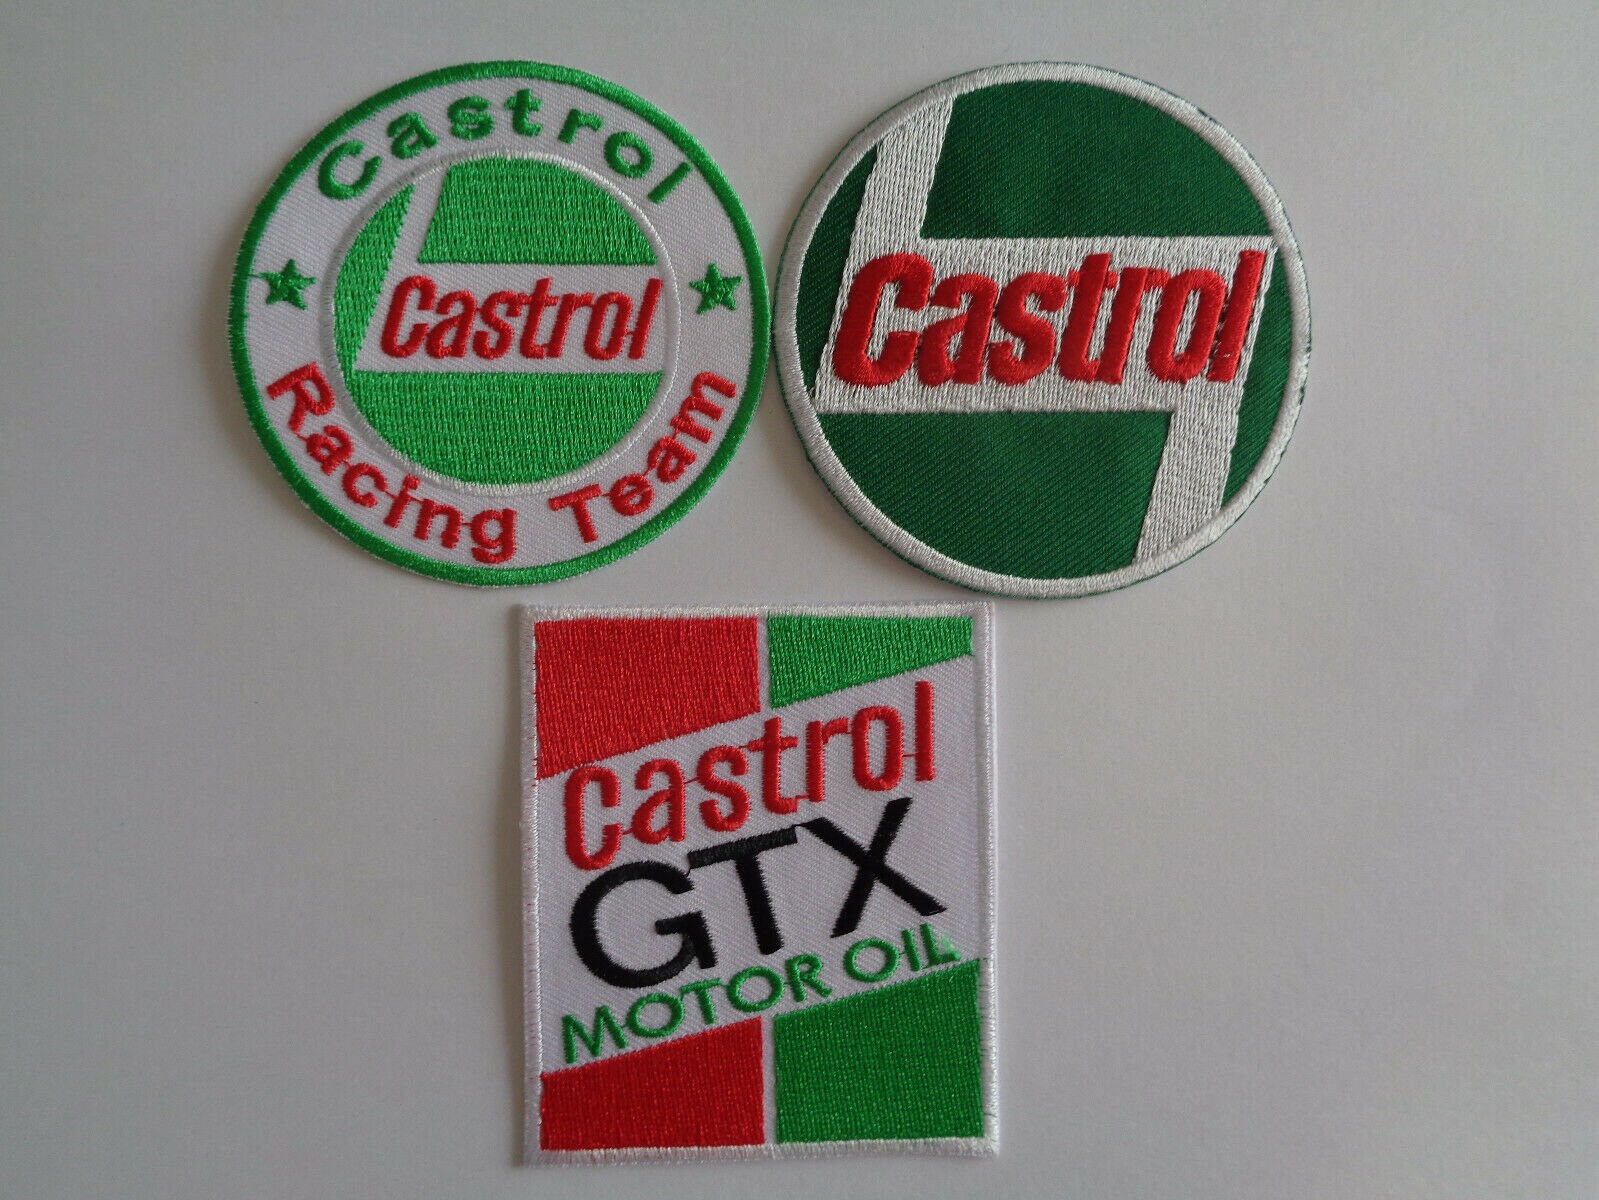 Castrol
Castrol
Racing Team
Castrol
Castrol
GTX
MOTOR OIL